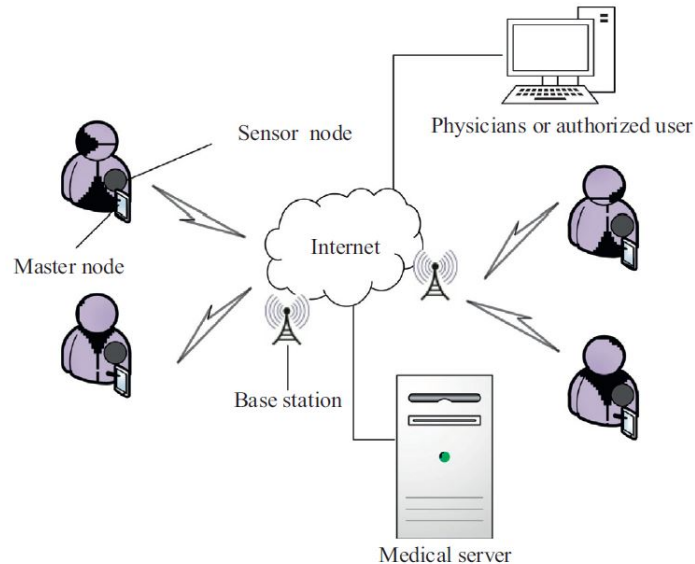 Physicians or authorized user
Sensor node
Internet
Master node
Base station
Medical server